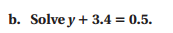 b. Solve y + 3.4 = 0.5.